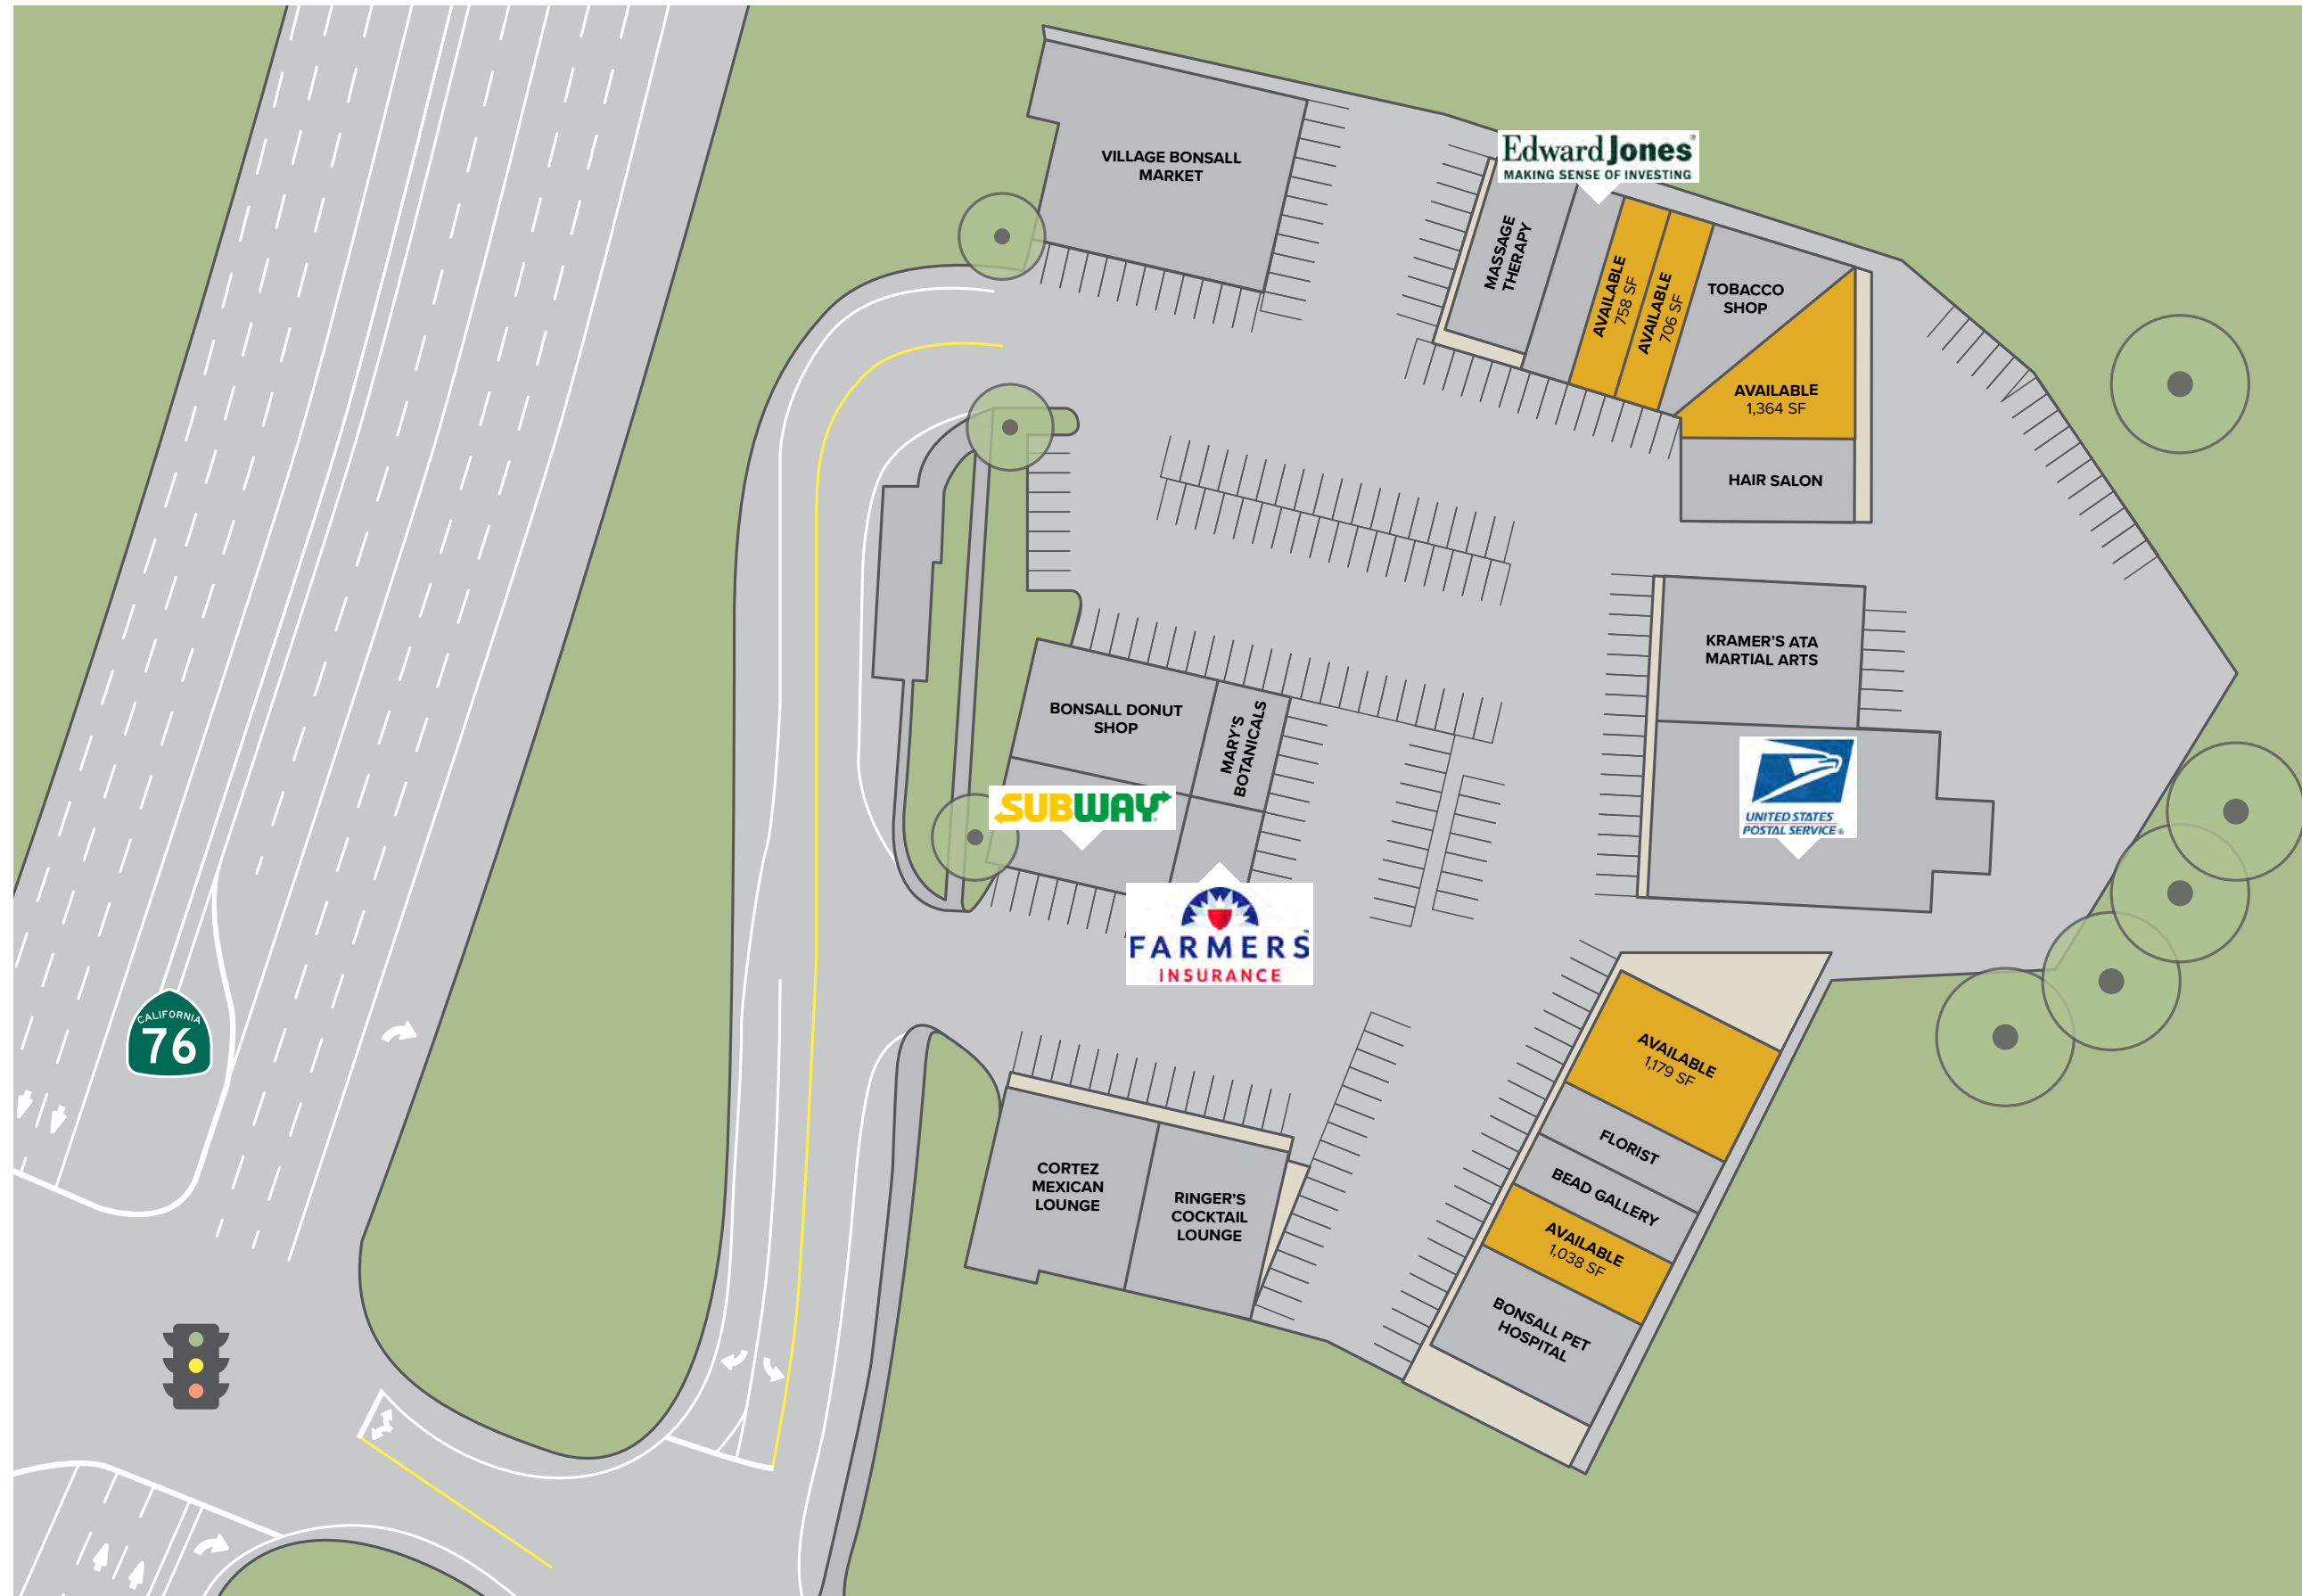 VILLAGE BONSALL
MARKET
Edward Jones®
MAKING SENSE OF INVESTING
MASSAGE
THERAPY
AVAILABLE
758 SF
AVAILABLE
706 SF
TOBACCO
SHOP
AVAILABLE
1,364 SF
HAIR SALON
KRAMER'S ATA
MARTIAL ARTS
BONSALL DONUT
SHOP
MARY'S
BOTANICALS
UNITED STATES
POSTAL SERVICE®
SUBWAY®
FARMERS™
INSURANCE
CALIFORNIA
76
AVAILABLE
1,179 SF
FLORIST
BEAD GALLERY
AVAILABLE
1,038 SF
BONSALL PET
HOSPITAL
CORTEZ
MEXICAN
LOUNGE
RINGER'S
COCKTAIL
LOUNGE